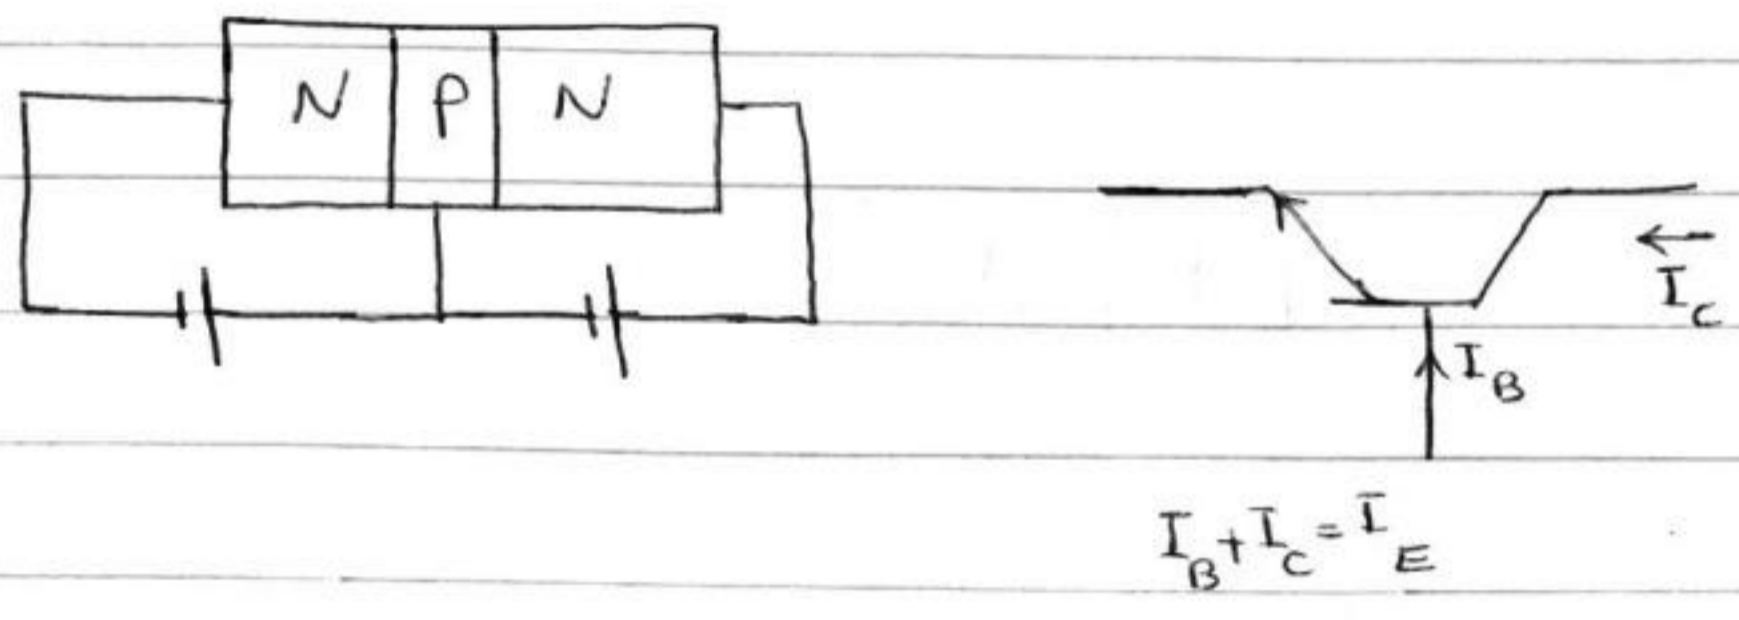 N P N
I_C
I_B
I_B + I_C = I_E